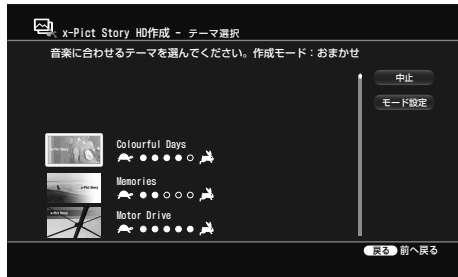 x-Pict Story HD作成 - テーマ選択
音楽に合わせるテーマを選んでください。作成モード：おまかせ
中止
モード設定
Colourful Days
Memories
Motor Drive
戻る 前へ戻る